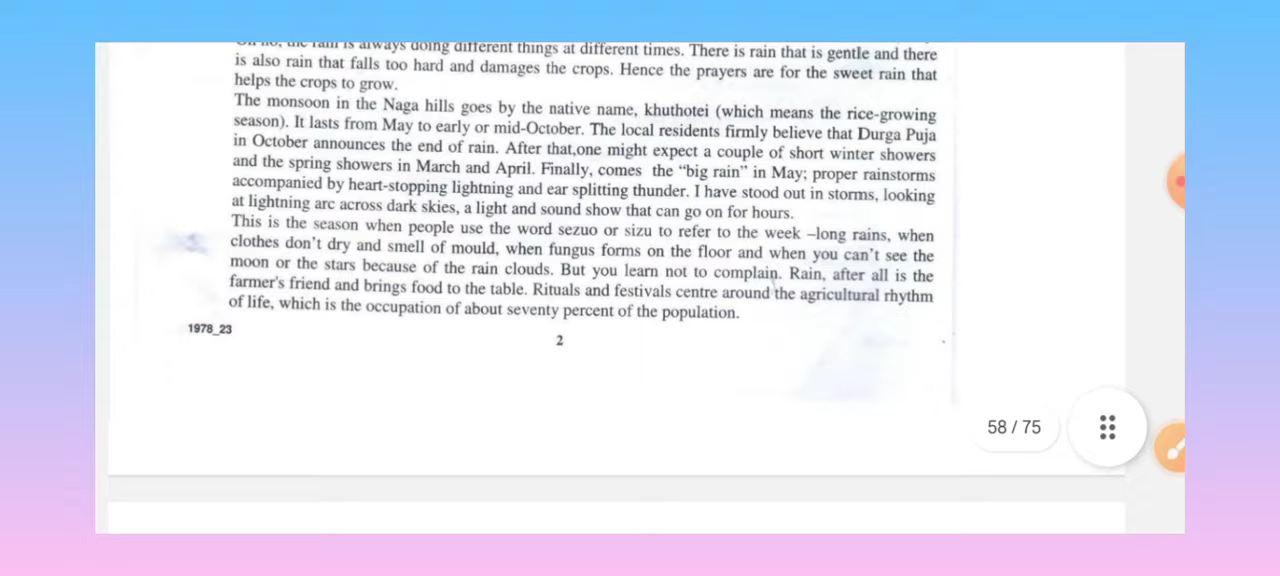 the rain is always doing different things at different times. There is rain that is gentle and there
is also rain that falls too hard and damages the crops. Hence the prayers are for the sweet rain that
helps the crops to grow.
The monsoon in the Naga hills goes by the native name, khuthotei (which means the rice-growing
season). It lasts from May to early or mid-October. The local residents firmly believe that Durga Puja
in October announces the end of rain. After that,one might expect a couple of short winter showers
and the spring showers in March and April. Finally, comes the “big rain” in May; proper rainstorms
accompanied by heart-stopping lightning and ear splitting thunder. I have stood out in storms, looking
at lightning arc across dark skies, a light and sound show that can go on for hours.
This is the season when people use the word sezuo or sizu to refer to the week –long rains, when
clothes don’t dry and smell of mould, when fungus forms on the floor and when you can’t see the
moon or the stars because of the rain clouds. But you learn not to complain. Rain, after all is the
farmer's friend and brings food to the table. Rituals and festivals centre around the agricultural rhythm
of life, which is the occupation of about seventy percent of the population.
1978_23
2
58 / 75